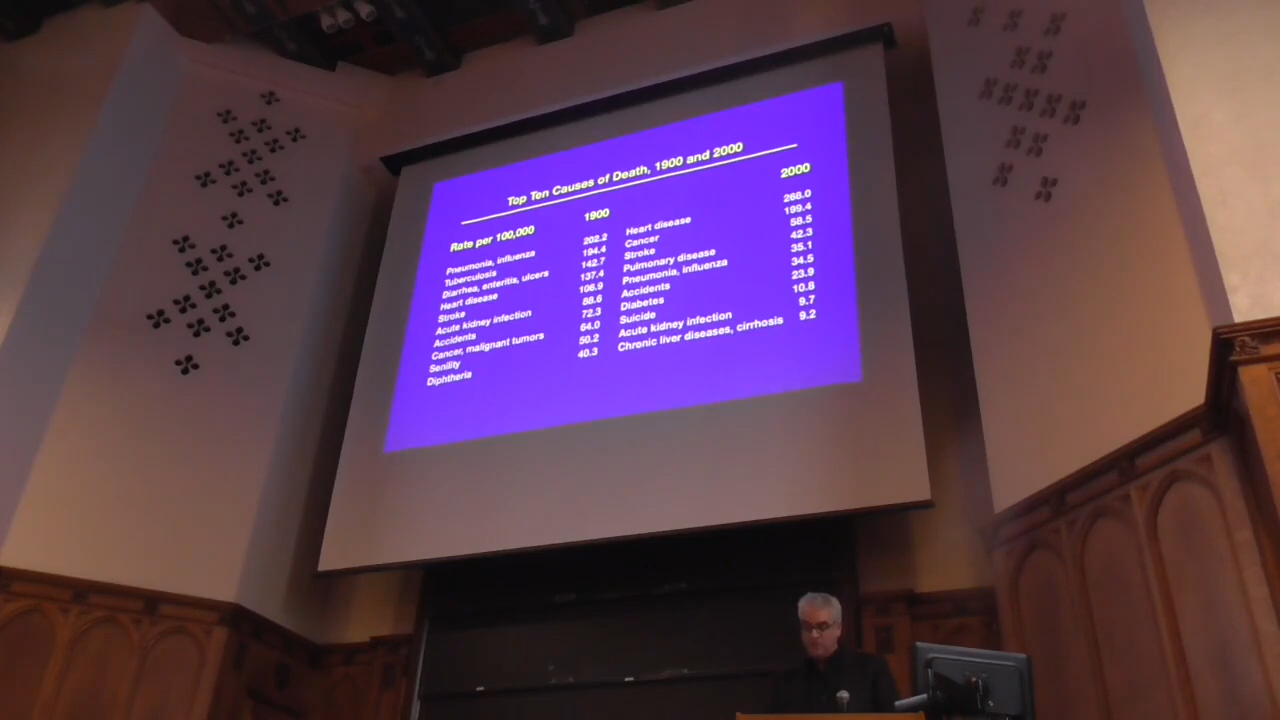 Top Ten Causes of Death, 1900 and 2000
Rate per 100,000 1900 2000
Pneumonia, influenza 202.2 Heart disease 268.0
Tuberculosis 194.4 Cancer 199.4
Diarrhea, enteritis, ulcers 142.7 Stroke 58.5
Heart disease 137.4 Pulmonary disease 42.3
Stroke 106.9 Pneumonia, influenza 35.1
Acute kidney infection 88.6 Accidents 34.5
Accidents 72.3 Diabetes 23.9
Cancer, malignant tumors 64.0 Suicide 10.8
Senility 50.2 Acute kidney infection 9.7
Diphtheria 40.3 Chronic liver diseases, cirrhosis 9.2